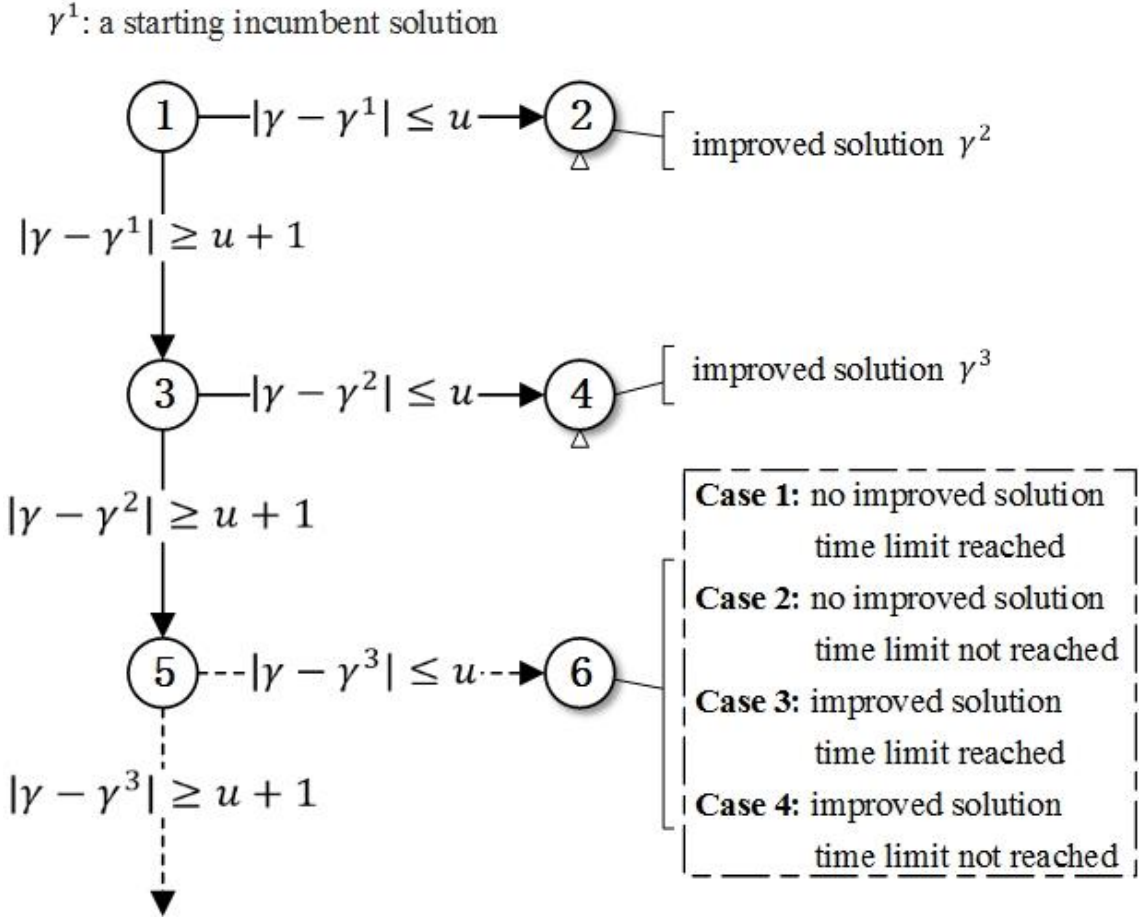 γ¹: a starting incumbent solution
1
|γ − γ¹| ≤ u
2
improved solution γ²
|γ − γ¹| ≥ u + 1
3
|γ − γ²| ≤ u
4
improved solution γ³
|γ − γ²| ≥ u + 1
Case 1: no improved solution
time limit reached
Case 2: no improved solution
time limit not reached
5
|γ − γ³| ≤ u
6
Case 3: improved solution
time limit reached
|γ − γ³| ≥ u + 1
Case 4: improved solution
time limit not reached